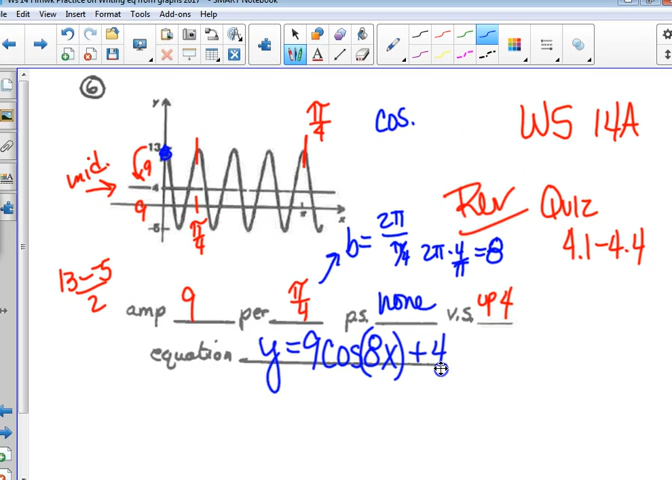 Ws 14 Hmwk Practice on Writing eq from graphs 2017 - SMART Notebook
File Edit View Insert Format Tools Add-ons Help
6
y
π/4
cos.
WS 14A
13
9
mid.
4
9
-5
x
π
π/4
b = 2π / π/4
2π · 4/π = 8
Rev Quiz
4.1-4.4
13--5 / 2
amp 9 per π/4 p.s. none v.s. up 4
equation y = 9cos(8x) + 4